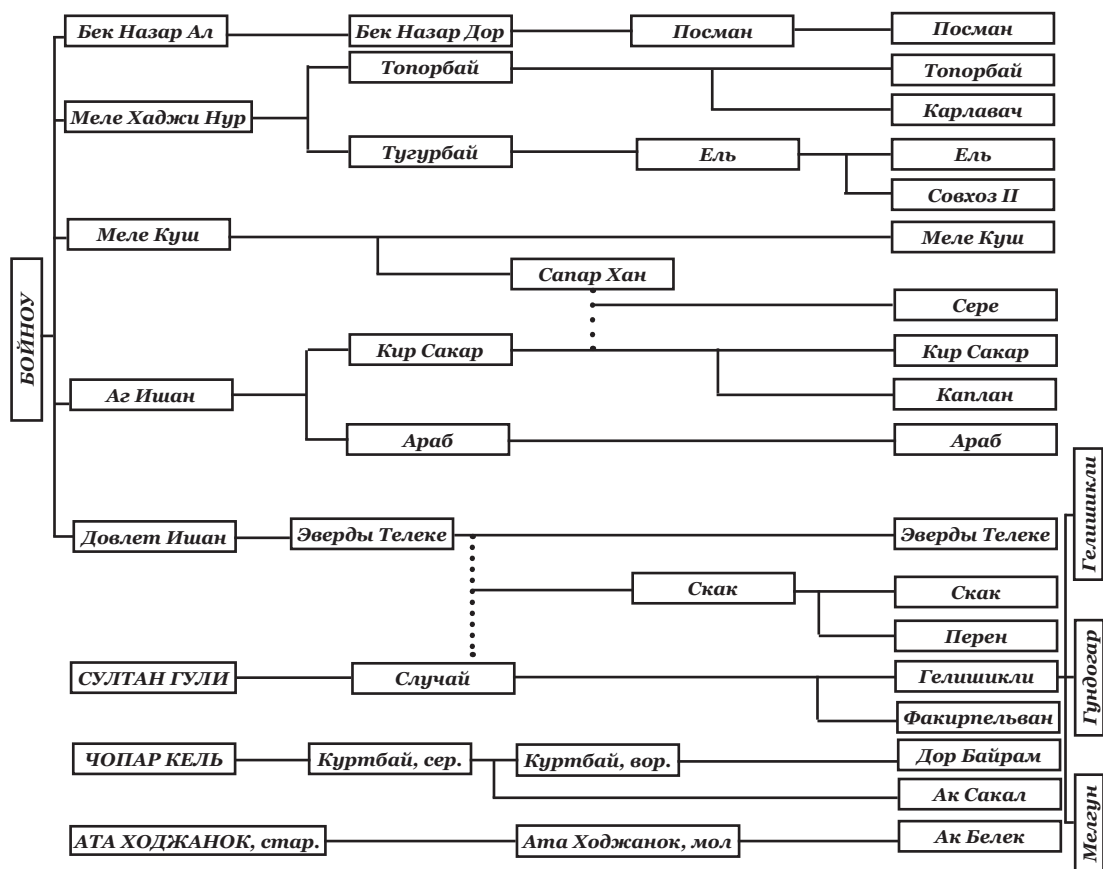 Бек Назар Ал
Бек Назар Дор
Посман
Посман
Топорбай
Топорбай
Меле Хаджи Нур
Карлавач
Тугурбай
Ель
Ель
Совхоз II
Меле Куш
Меле Куш
Сапар Хан
Сере
БОЙНОУ
Кир Сакар
Кир Сакар
Аг Ишан
Каплан
Араб
Араб
Гелишикли
Довлет Ишан
Эверды Телеке
Эверды Телеке
Скак
Скак
Перен
СУЛТАН ГУЛИ
Случай
Гелишикли
Гундогар
Факирпельван
ЧОПАР КЕЛЬ
Куртбай, сер.
Куртбай, вор.
Дор Байрам
Ак Сакал
Мелгун
АТА ХОДЖАНОК, стар.
Ата Ходжанок, мол
Ак Белек